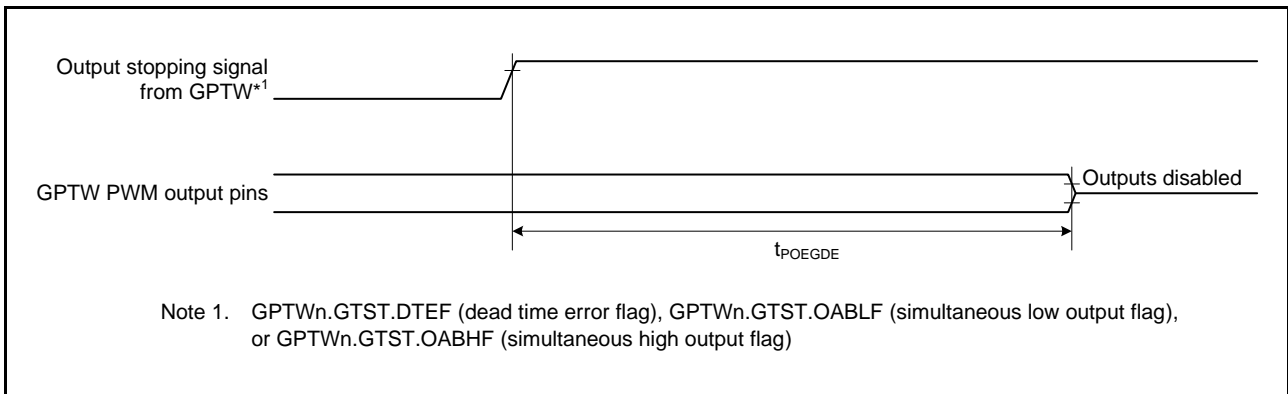 Output stopping signal
from GPTW*1
GPTW PWM output pins
Outputs disabled
tPOEGDE
Note 1. GPTWn.GTST.DTEF (dead time error flag), GPTWn.GTST.OABLF (simultaneous low output flag),
or GPTWn.GTST.OABHF (simultaneous high output flag)